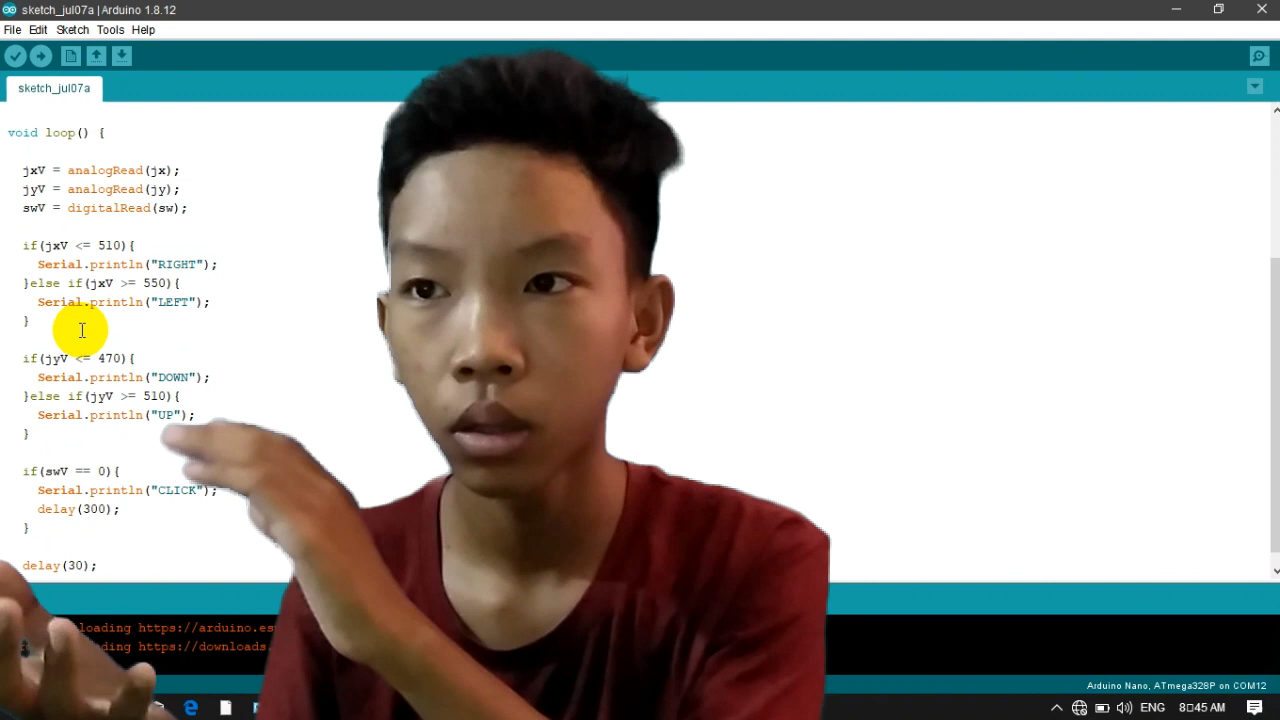 sketch_jul07a | Arduino 1.8.12
File Edit Sketch Tools Help
sketch_jul07a
void loop() {
jxV = analogRead(jx);
jyV = analogRead(jy);
swV = digitalRead(sw);
if(jxV <= 510){
Serial.println("RIGHT");
}else if(jxV >= 550){
Serial.println("LEFT");
}
if(jyV <= 470){
Serial.println("DOWN");
}else if(jyV >= 510){
Serial.println("UP");
}
if(swV == 0){
Serial.println("CLICK");
delay(300);
}
delay(30);
loading https://arduino.es
https://downloads.
Arduino Nano, ATmega328P on COM12
ENG 8:45 AM